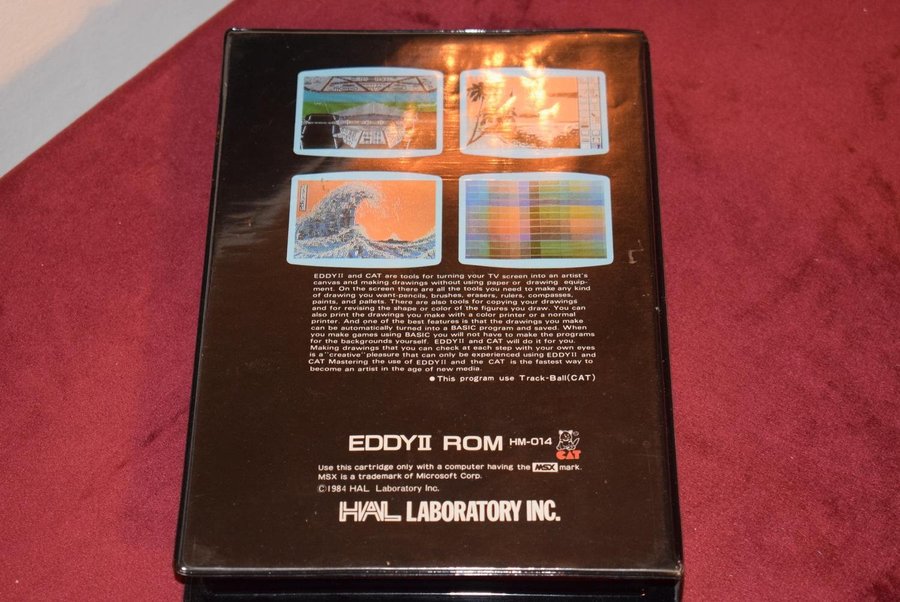 EDDYII and CAT are tools for turning your TV screen into an artist's
canvas and making drawings without using paper or drawing equip-
ment. On the screen there are all the tools you need to make any kind
of drawing you want-pencils, brushes, erasers, rulers, compasses,
paints, and pallets. There are also tools for copying your drawings
and for revising the shape or color of the figures you draw. You can
also print the drawings you make with a color printer or a normal
printer. And one of the best features is that the drawings you make
can be automatically turned into a BASIC program and saved. When
you make games using BASIC you will not have to make the programs
for the backgrounds yourself. EDDYII and CAT will do it for you.
Making drawings that you can check at each step with your own eyes
is a "creative" pleasure that can only be experienced using EDDYII and
CAT Mastering the use of EDDYII and the CAT is the fastest way to
become an artist in the age of new media.
●This program use Track-Ball(CAT)
EDDYII ROM HM-014
CAT
Use this cartridge only with a computer having the MSX mark.
MSX is a trademark of Microsoft Corp.
©1984 HAL Laboratory Inc.
HAL LABORATORY INC.